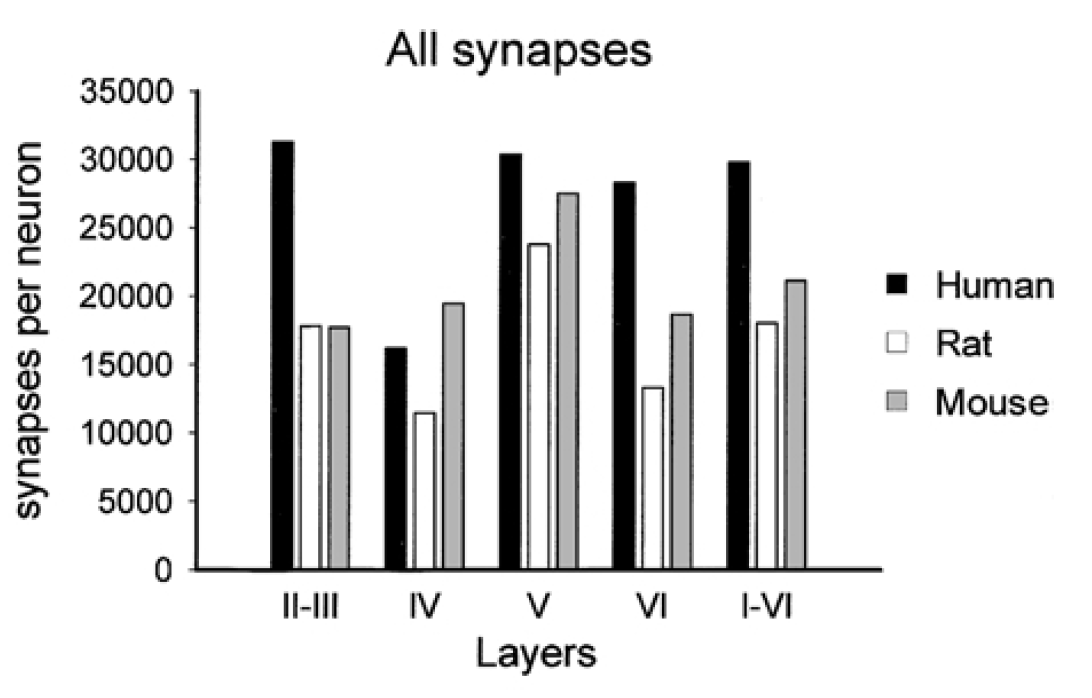 All synapses
35000
30000
25000
20000
15000
10000
5000
0
synapses per neuron
II-III IV V VI I-VI
Layers
Human
Rat
Mouse